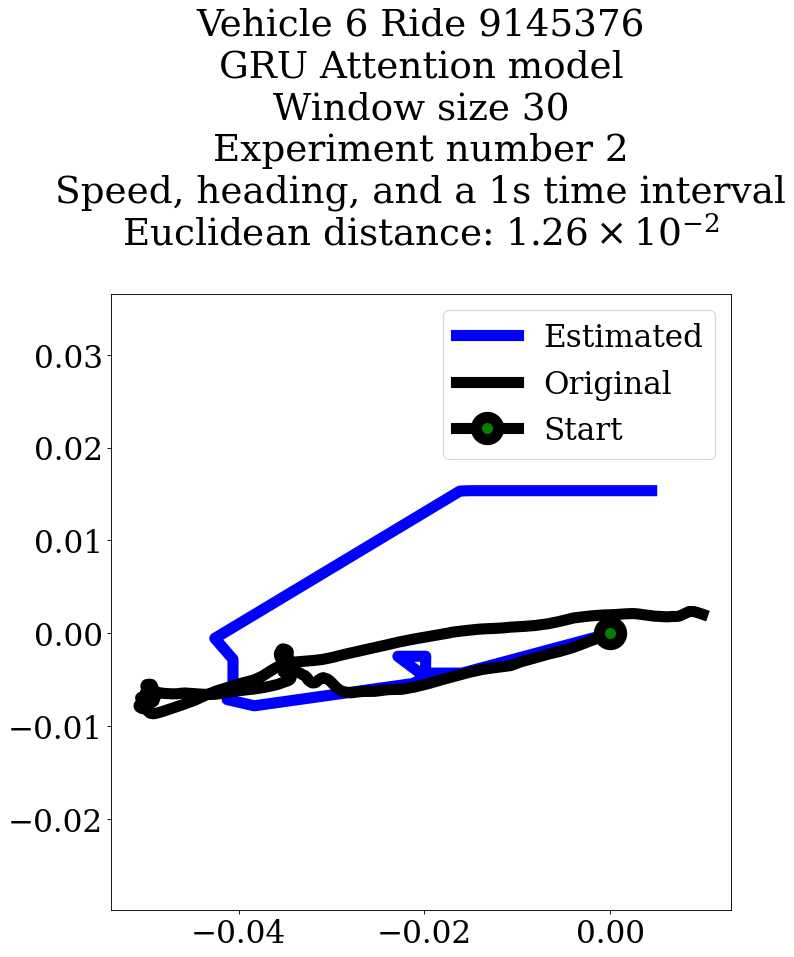 Vehicle 6 Ride 9145376
GRU Attention model
Window size 30
Experiment number 2
Speed, heading, and a 1s time interval
Euclidean distance: 1.26 × 10⁻²
Estimated
Original
Start
0.03
0.02
0.01
0.00
−0.01
−0.02
−0.04 −0.02 0.00